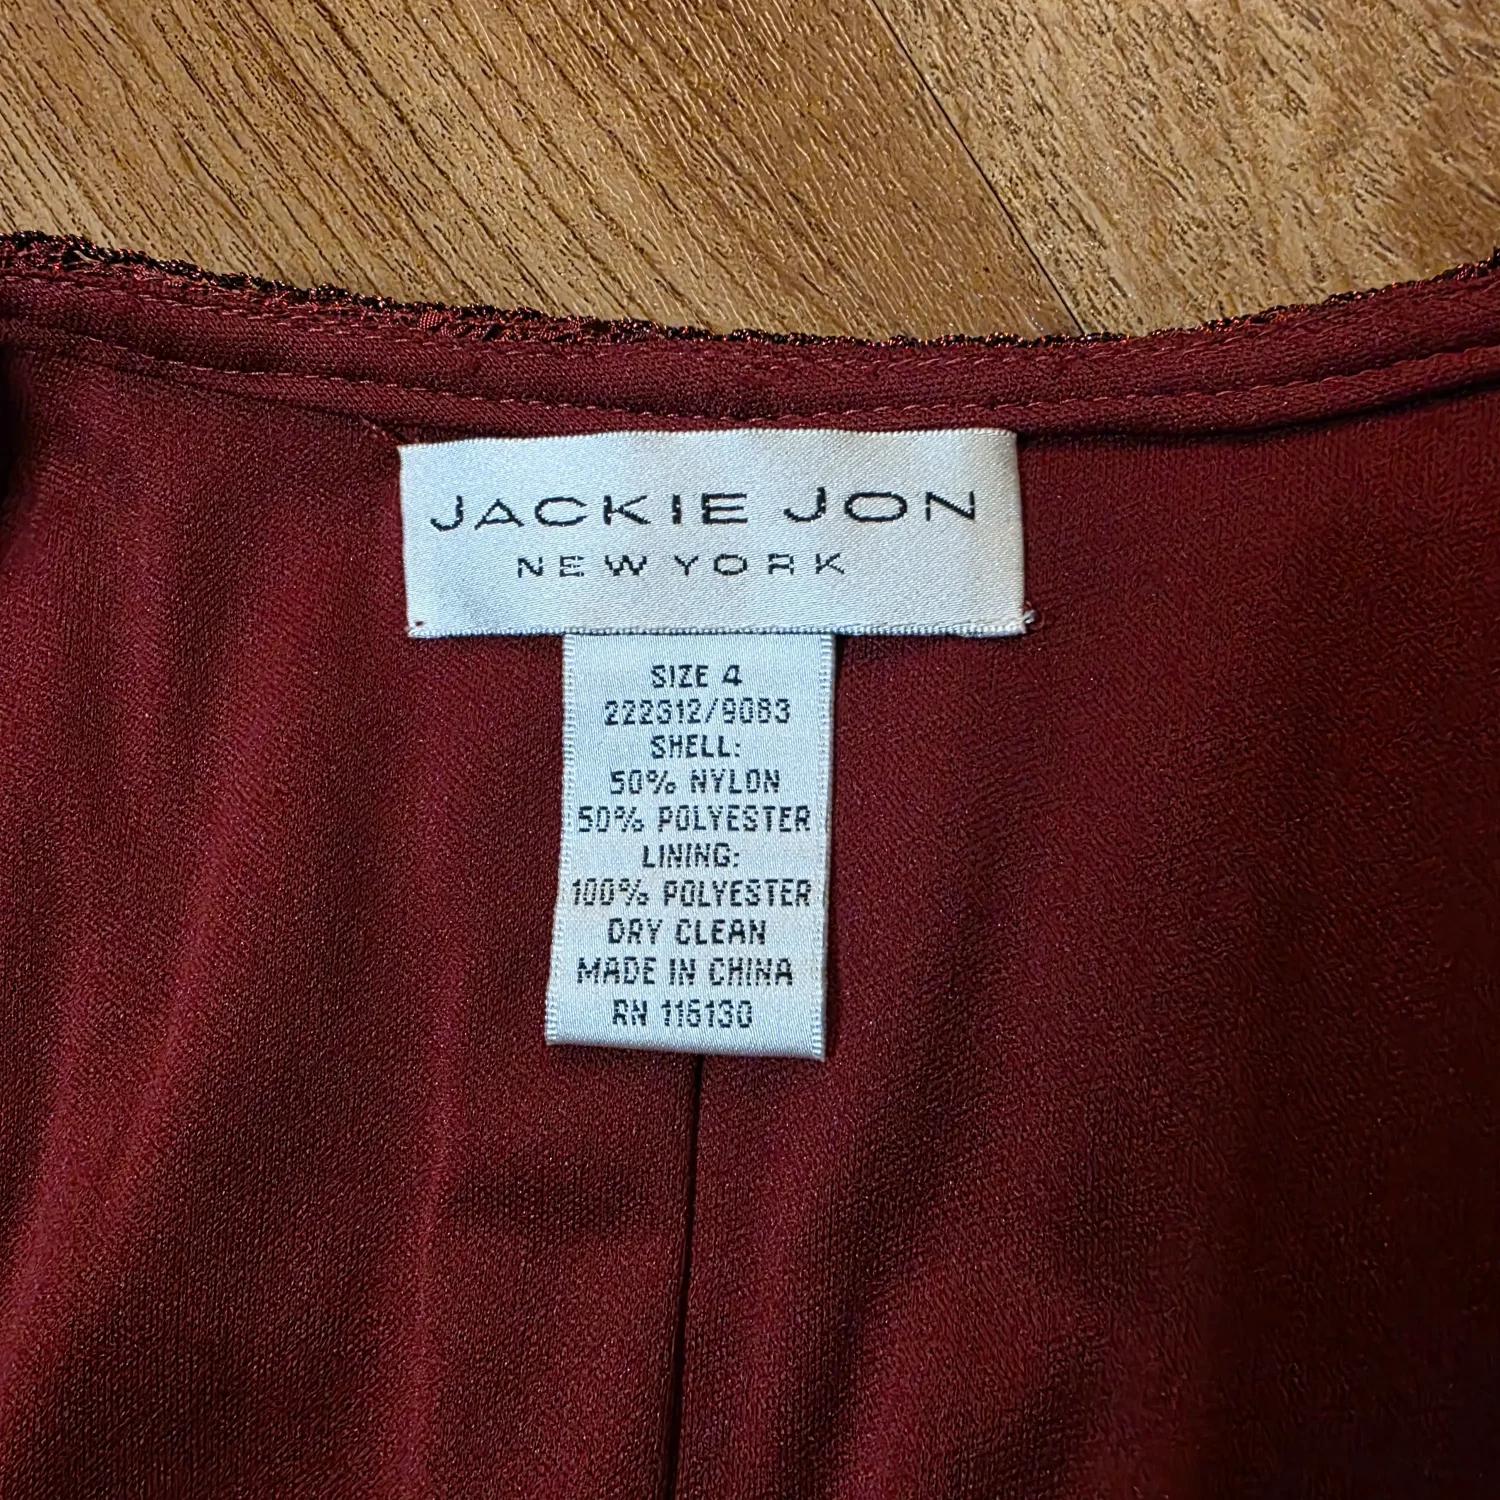 JACKIE JON
NEW YORK
SIZE 4
222312/9083
SHELL:
50% NYLON
50% POLYESTER
LINING:
100% POLYESTER
DRY CLEAN
MADE IN CHINA
RN 116130